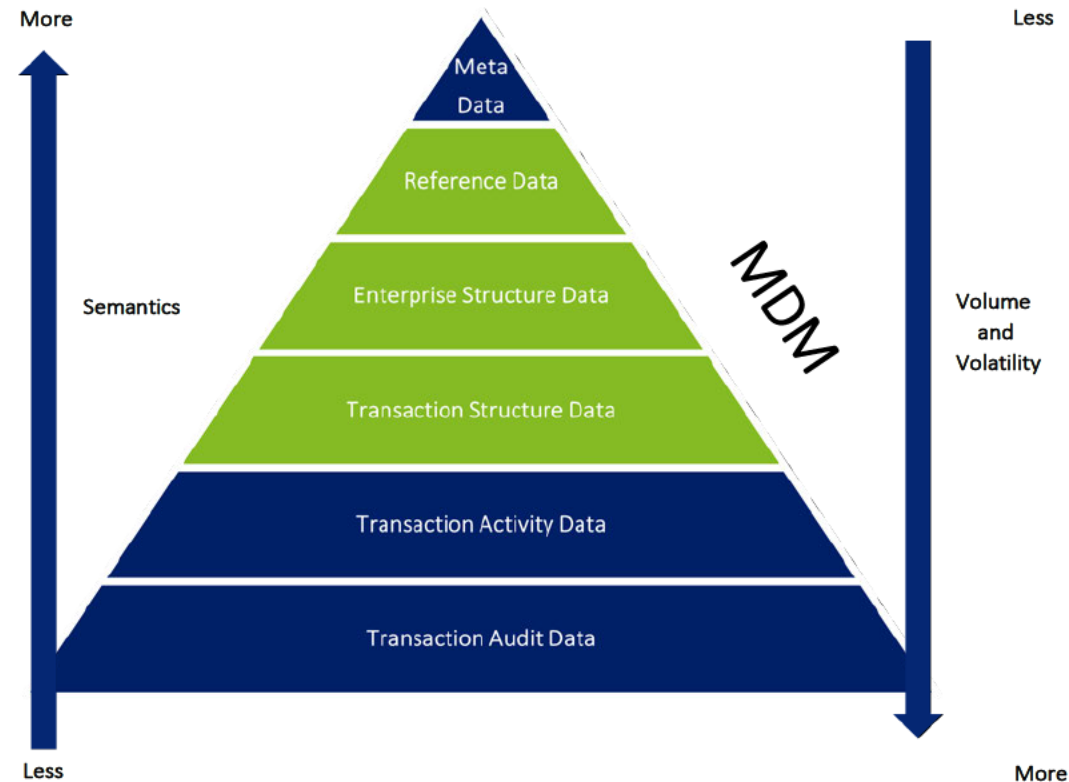 More
Less
Meta
Data
Reference Data
Enterprise Structure Data
MDM
Semantics
Volume
and
Volatility
Transaction Structure Data
Transaction Activity Data
Transaction Audit Data
Less
More